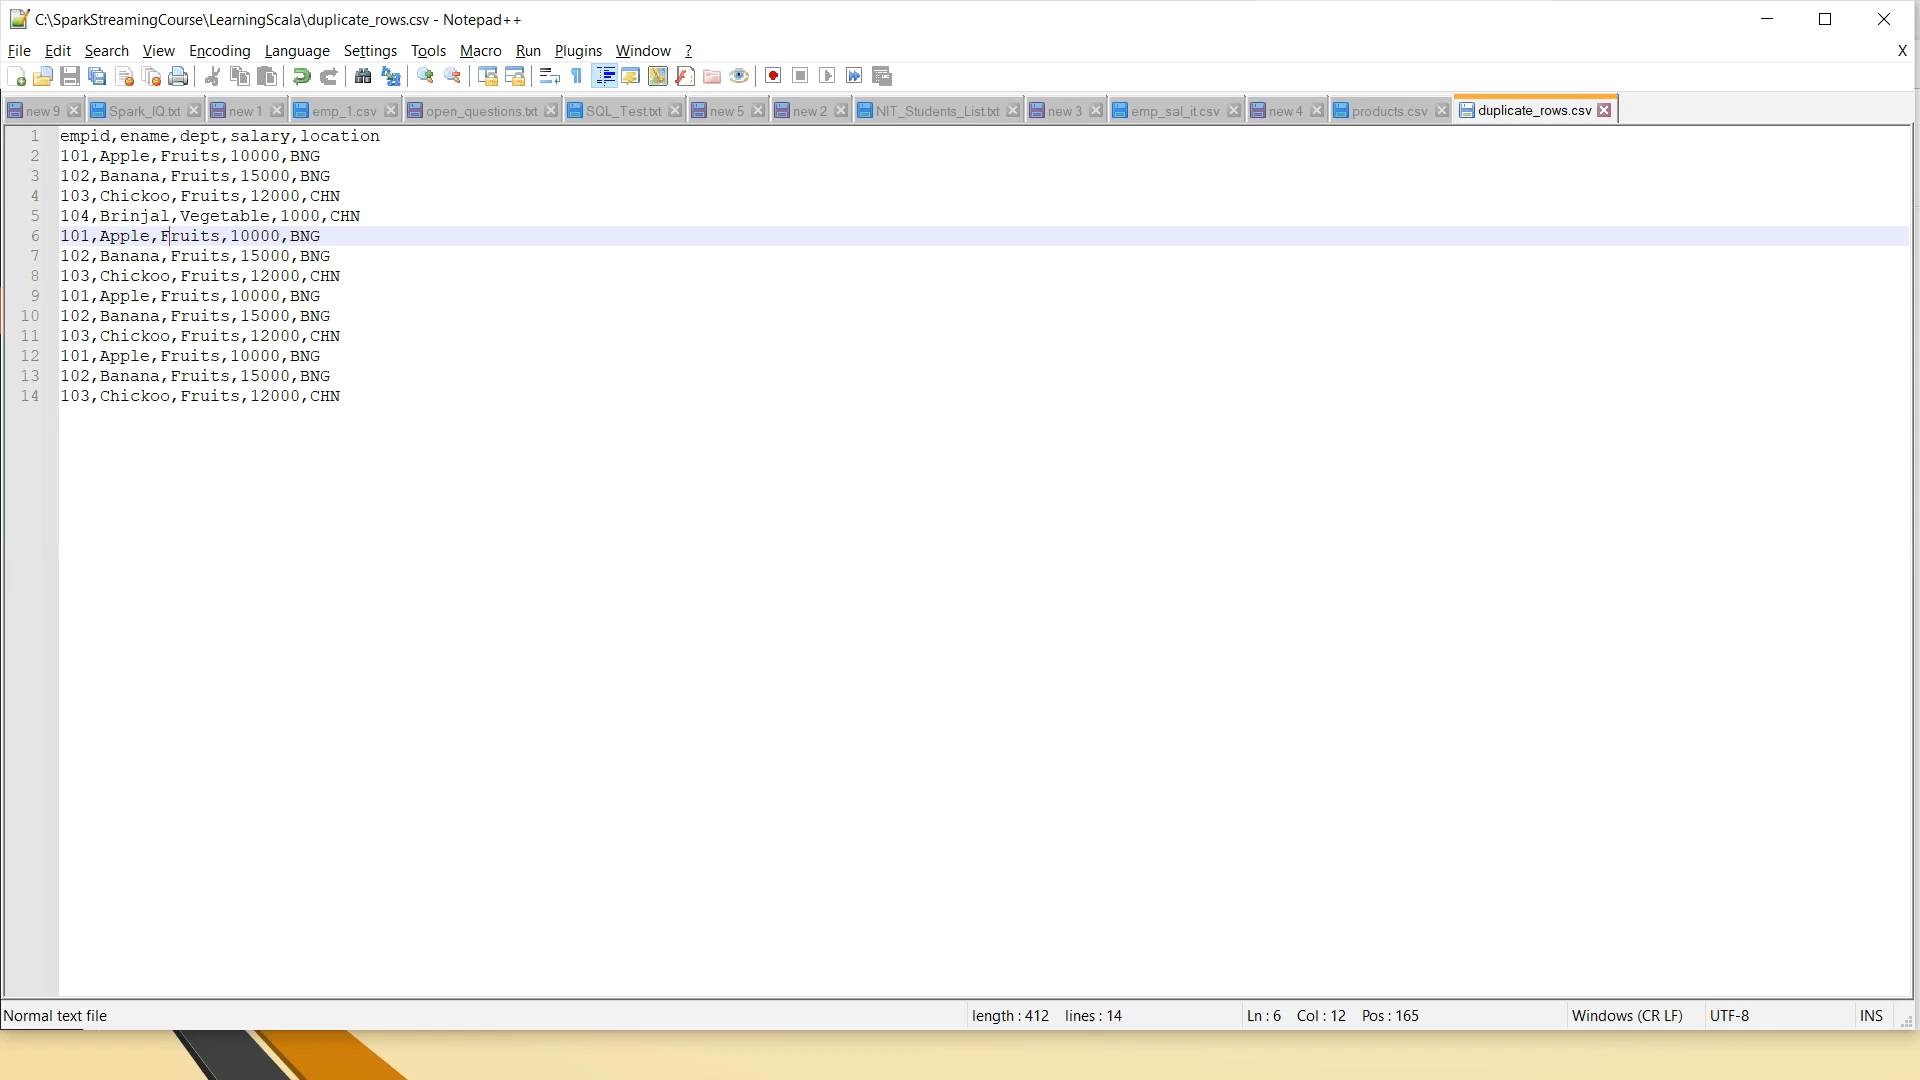 C:\SparkStreamingCourse\LearningScala\duplicate_rows.csv - Notepad++
File Edit Search View Encoding Language Settings Tools Macro Run Plugins Window ? X
new 9 Spark_IQ.txt new 1 emp_1.csv open_questions.txt SQL_Test.txt new 5 new 2 NIT_Students_List.txt new 3 emp_sal_it.csv new 4 products.csv duplicate_rows.csv
1 empid,ename,dept,salary,location
2 101,Apple,Fruits,10000,BNG
3 102,Banana,Fruits,15000,BNG
4 103,Chickoo,Fruits,12000,CHN
5 104,Brinjal,Vegetable,1000,CHN
6 101,Apple,Fruits,10000,BNG
7 102,Banana,Fruits,15000,BNG
8 103,Chickoo,Fruits,12000,CHN
9 101,Apple,Fruits,10000,BNG
10 102,Banana,Fruits,15000,BNG
11 103,Chickoo,Fruits,12000,CHN
12 101,Apple,Fruits,10000,BNG
13 102,Banana,Fruits,15000,BNG
14 103,Chickoo,Fruits,12000,CHN
Normal text file length : 412 lines : 14 Ln : 6 Col : 12 Pos : 165 Windows (CR LF) UTF-8 INS